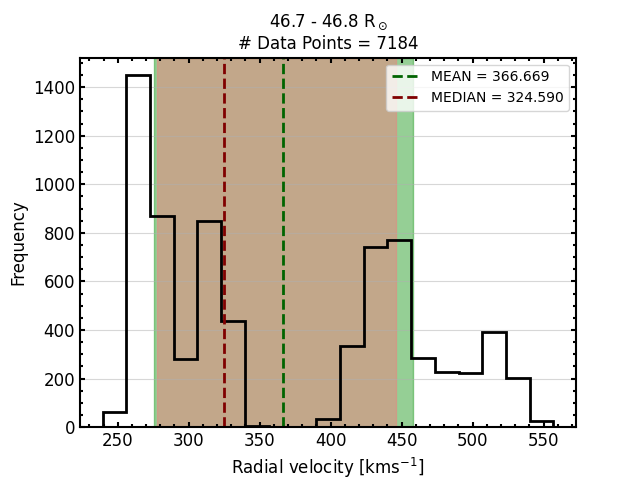 46.7 - 46.8 R⊙
# Data Points = 7184
MEAN = 366.669
MEDIAN = 324.590
Frequency
1400
1200
1000
800
600
400
200
0
250 300 350 400 450 500 550
Radial velocity [kms⁻¹]